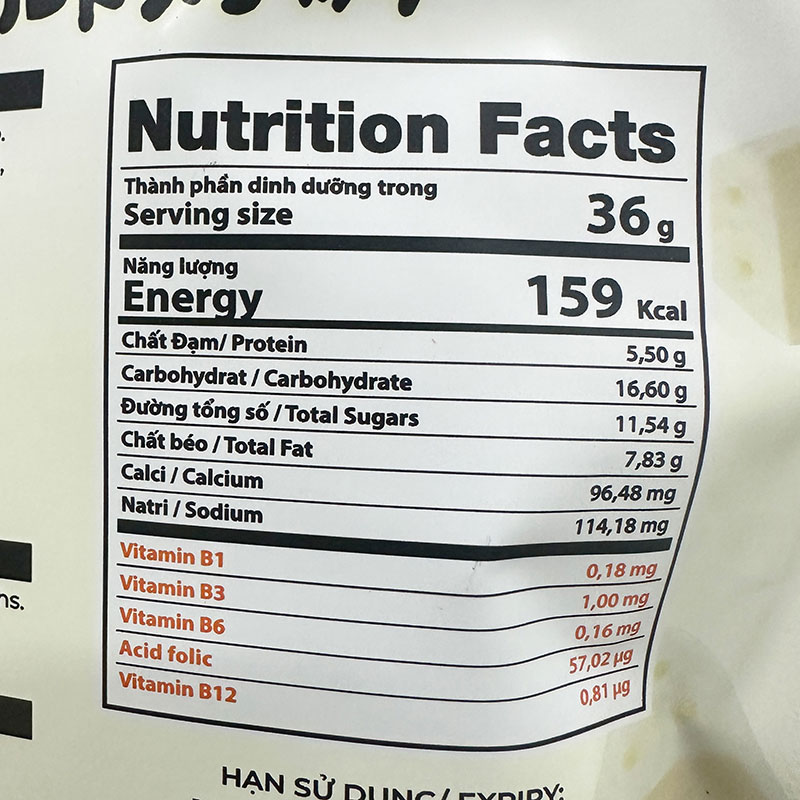 Nutrition Facts
Thành phần dinh dưỡng trong
Serving size 36 g
Năng lượng
Energy 159 Kcal
Chất Đạm/ Protein 5,50 g
Carbohydrat / Carbohydrate 16,60 g
Đường tổng số / Total Sugars 11,54 g
Chất béo / Total Fat 7,83 g
Calci / Calcium 96,48 mg
Natri / Sodium 114,18 mg
Vitamin B1 0,18 mg
Vitamin B3 1,00 mg
Vitamin B6 0,16 mg
Acid folic 57,02 µg
Vitamin B12 0,81 µg
ns.
HẠN SỬ DỤNG/ EXPIRY: